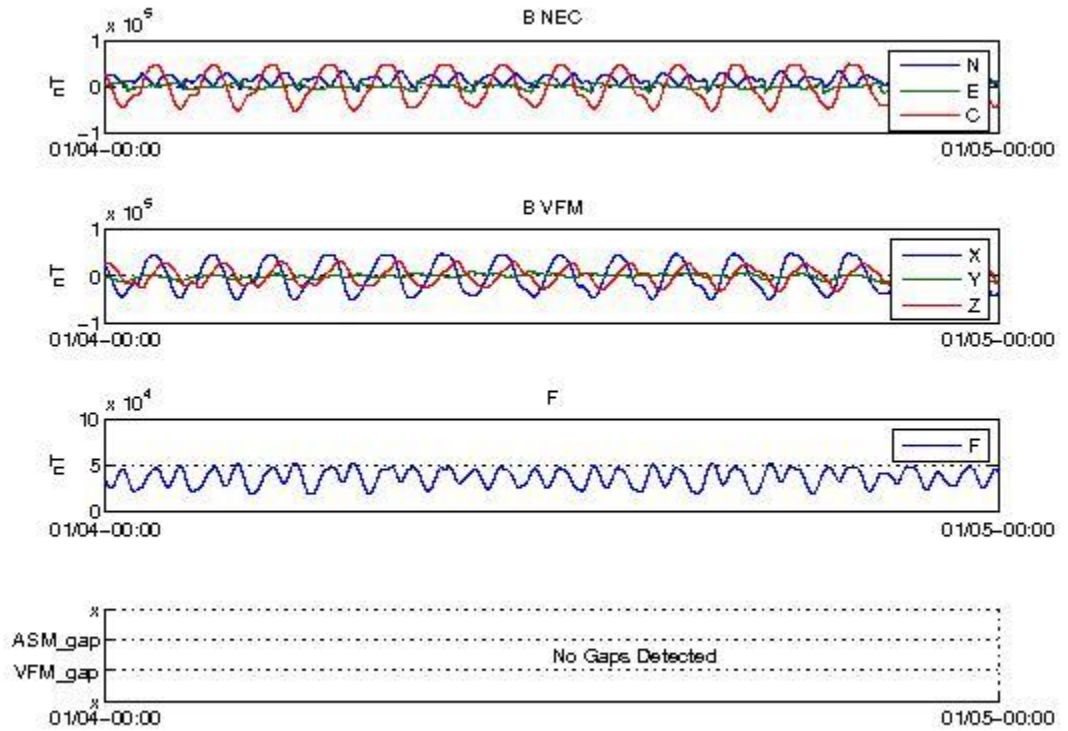 B NEC
x 10^5
1
nT
0
-1
N
E
C
01/04-00:00 01/05-00:00
B VFM
x 10^5
1
nT
0
-1
X
Y
Z
01/04-00:00 01/05-00:00
F
x 10^4
10
nT
5
0
F
01/04-00:00 01/05-00:00
x
ASM_gap
No Gaps Detected
VFM_gap
x
01/04-00:00 01/05-00:00